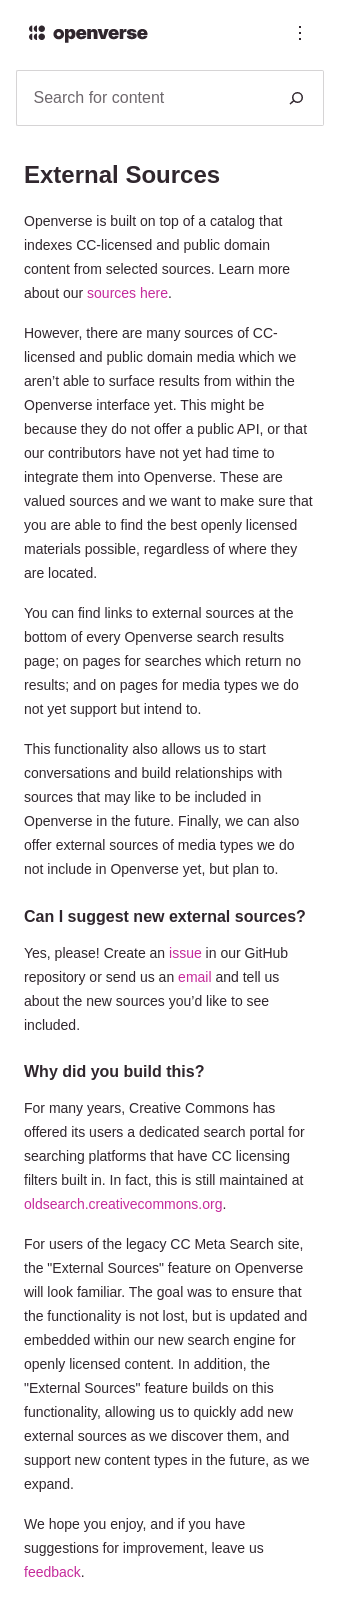 openverse
Search for content
External Sources
Openverse is built on top of a catalog that
indexes CC-licensed and public domain
content from selected sources. Learn more
about our sources here.
However, there are many sources of CC-
licensed and public domain media which we
aren’t able to surface results from within the
Openverse interface yet. This might be
because they do not offer a public API, or that
our contributors have not yet had time to
integrate them into Openverse. These are
valued sources and we want to make sure that
you are able to find the best openly licensed
materials possible, regardless of where they
are located.
You can find links to external sources at the
bottom of every Openverse search results
page; on pages for searches which return no
results; and on pages for media types we do
not yet support but intend to.
This functionality also allows us to start
conversations and build relationships with
sources that may like to be included in
Openverse in the future. Finally, we can also
offer external sources of media types we do
not include in Openverse yet, but plan to.
Can I suggest new external sources?
Yes, please! Create an issue in our GitHub
repository or send us an email and tell us
about the new sources you’d like to see
included.
Why did you build this?
For many years, Creative Commons has
offered its users a dedicated search portal for
searching platforms that have CC licensing
filters built in. In fact, this is still maintained at
oldsearch.creativecommons.org.
For users of the legacy CC Meta Search site,
the "External Sources" feature on Openverse
will look familiar. The goal was to ensure that
the functionality is not lost, but is updated and
embedded within our new search engine for
openly licensed content. In addition, the
"External Sources" feature builds on this
functionality, allowing us to quickly add new
external sources as we discover them, and
support new content types in the future, as we
expand.
We hope you enjoy, and if you have
suggestions for improvement, leave us
feedback.